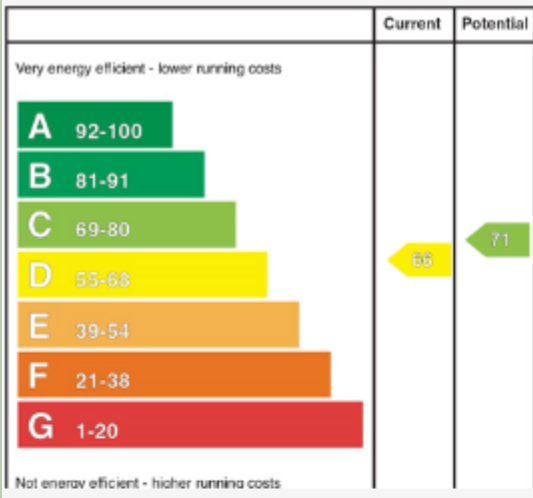 Current Potential
Very energy efficient - lower running costs
A 92-100
B 81-91
C 69-80
71
66
D 55-68
E 39-54
F 21-38
G 1-20
Not energy efficient - higher running costs